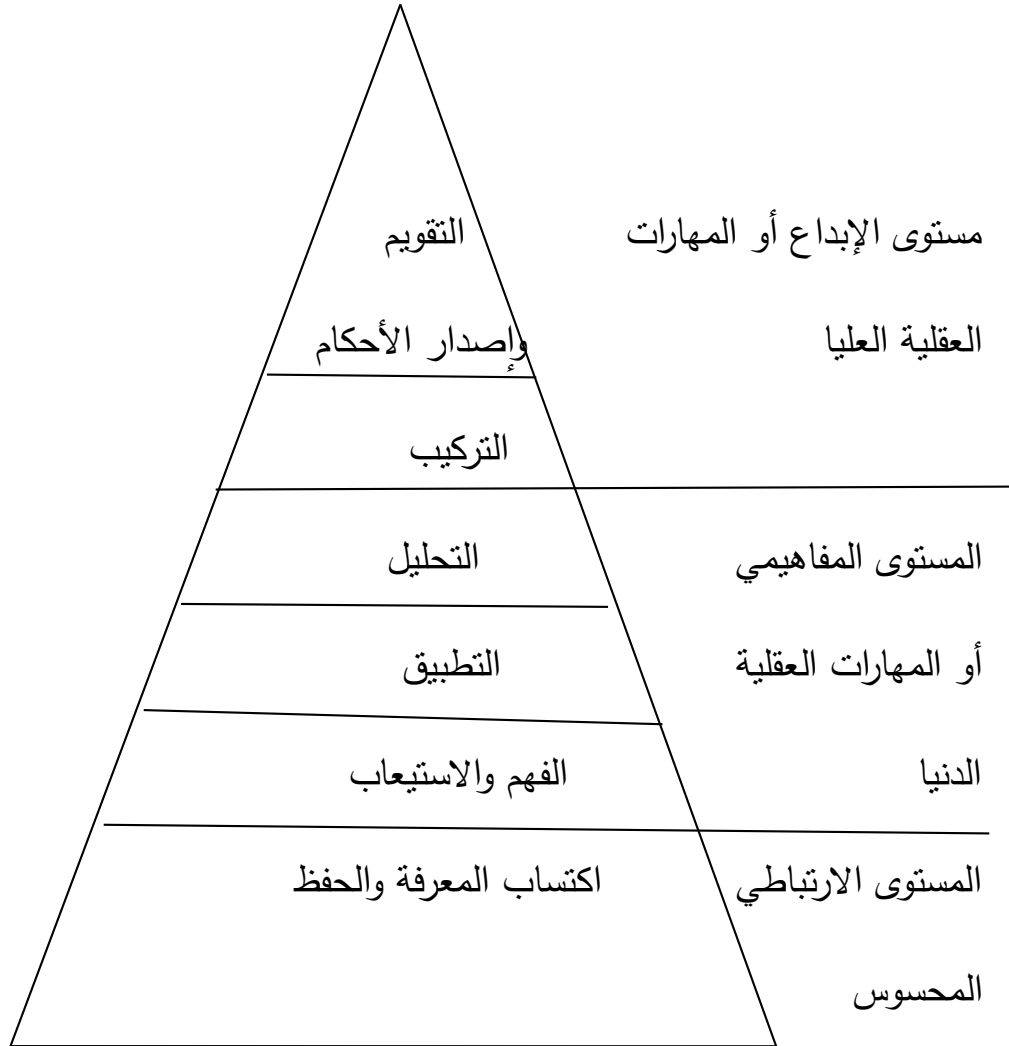 مستوى الإبداع أو المهارات التقويم
العقلية العليا وإصدار الأحكام
التركيب
المستوى المفاهيمي التحليل
أو المهارات العقلية التطبيق
الدنيا الفهم والاستيعاب
المستوى الارتباطي اكتساب المعرفة والحفظ
المحسوس